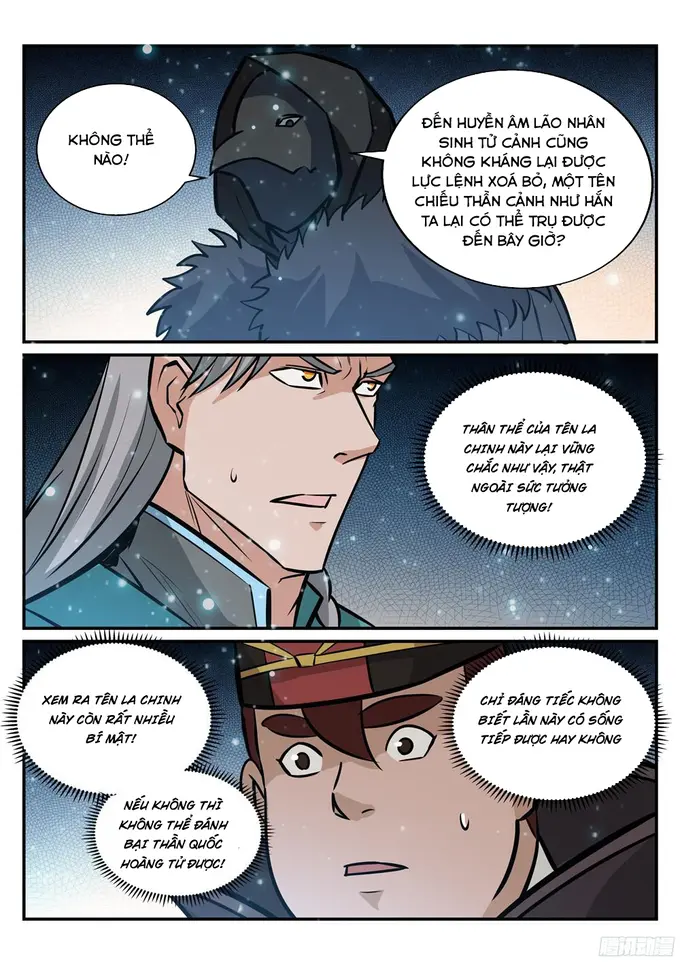 KHÔNG THỂ
NÀO!
ĐẾN HUYỀN ÂM LÃO NHÂN
SINH TỬ CẢNH CŨNG
KHÔNG KHÁNG LẠI ĐƯỢC
LỰC LỆNH XOÁ BỎ, MỘT TÊN
CHIẾU THẦN CẢNH NHƯ HẮN
TA LẠI CÓ THỂ TRỤ ĐƯỢC
ĐẾN BÂY GIỜ?
THÂN THỂ CỦA TÊN LA
CHINH NÀY LẠI VỮNG
CHẮC NHƯ VẬY, THẬT
NGOÀI SỨC TƯỞNG
TƯỢNG!
XEM RA TÊN LA CHINH
NÀY CÒN RẤT NHIỀU
BÍ MẬT!
NẾU KHÔNG THÌ
KHÔNG THỂ ĐÁNH
BẠI THẦN QUỐC
HOÀNG TỬ ĐƯỢC!
CHỈ ĐÁNG TIẾC KHÔNG
BIẾT LẦN NÀY CÓ SỐNG
TIẾP ĐƯỢC HAY KHÔNG
腾讯动漫